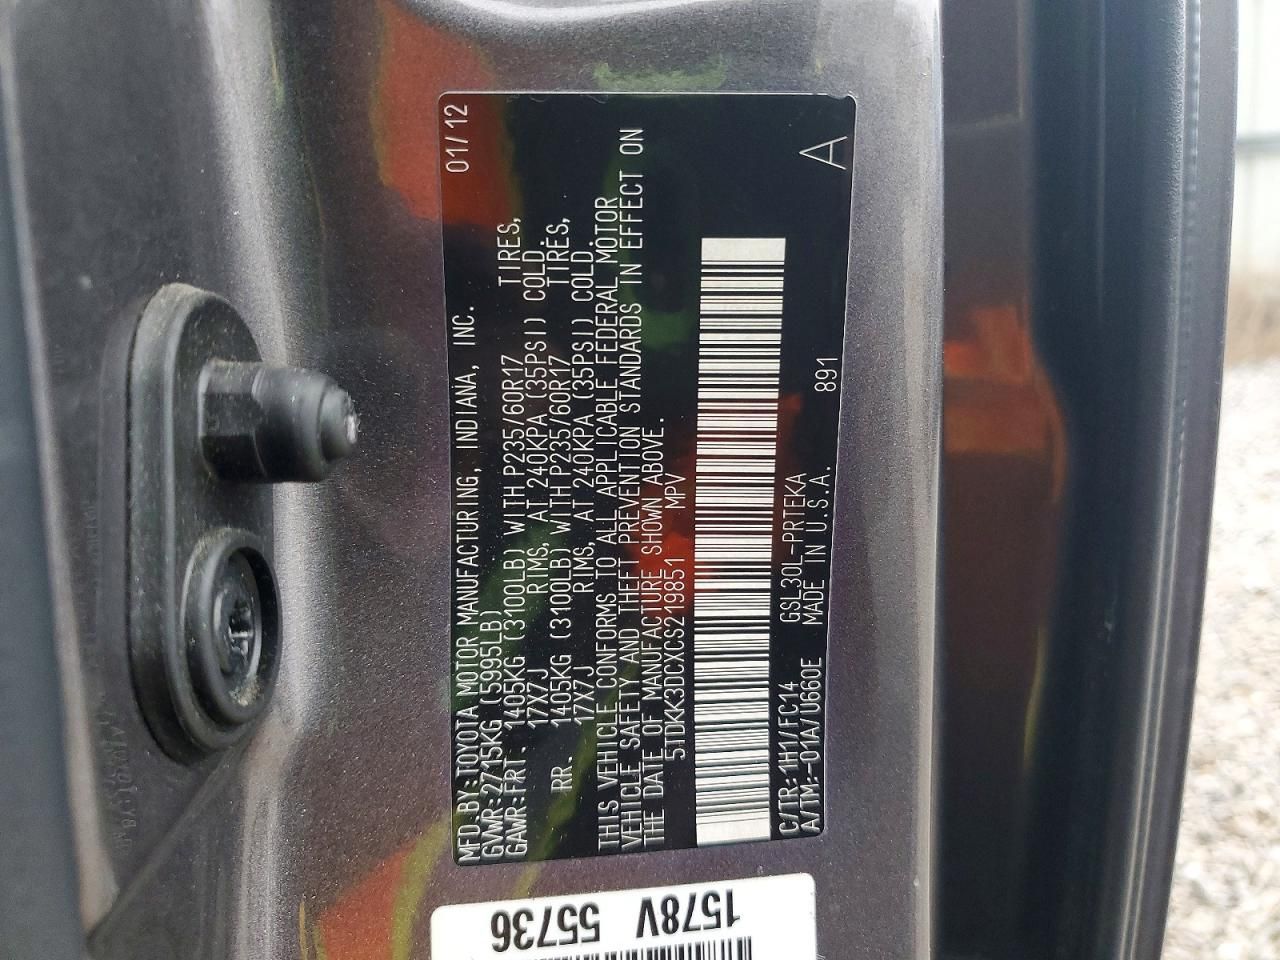 MFD.BY:TOYOTA MOTOR MANUFACTURING, INDIANA, INC. 01/12
GVWR:2715KG (5995LB)
GAWR:FRT. 1405KG (3100LB) WITH P235/60R17 TIRES,
17X7J RIMS, AT 240KPA (35PSI) COLD.
RR. 1405KG (3100LB) WITH P235/60R17 TIRES,
17X7J RIMS, AT 240KPA (35PSI) COLD.
THIS VEHICLE CONFORMS TO ALL APPLICABLE FEDERAL MOTOR
VEHICLE SAFETY AND THEFT PREVENTION STANDARDS IN EFFECT ON
THE DATE OF MANUFACTURE SHOWN ABOVE.
5TDKK3DCXCS219851 MPV
A
C/TR:1H1/FC14 GSL30L-PRTEKA 891
A/TM:-01A/U660E MADE IN U.S.A.
1578V
55736